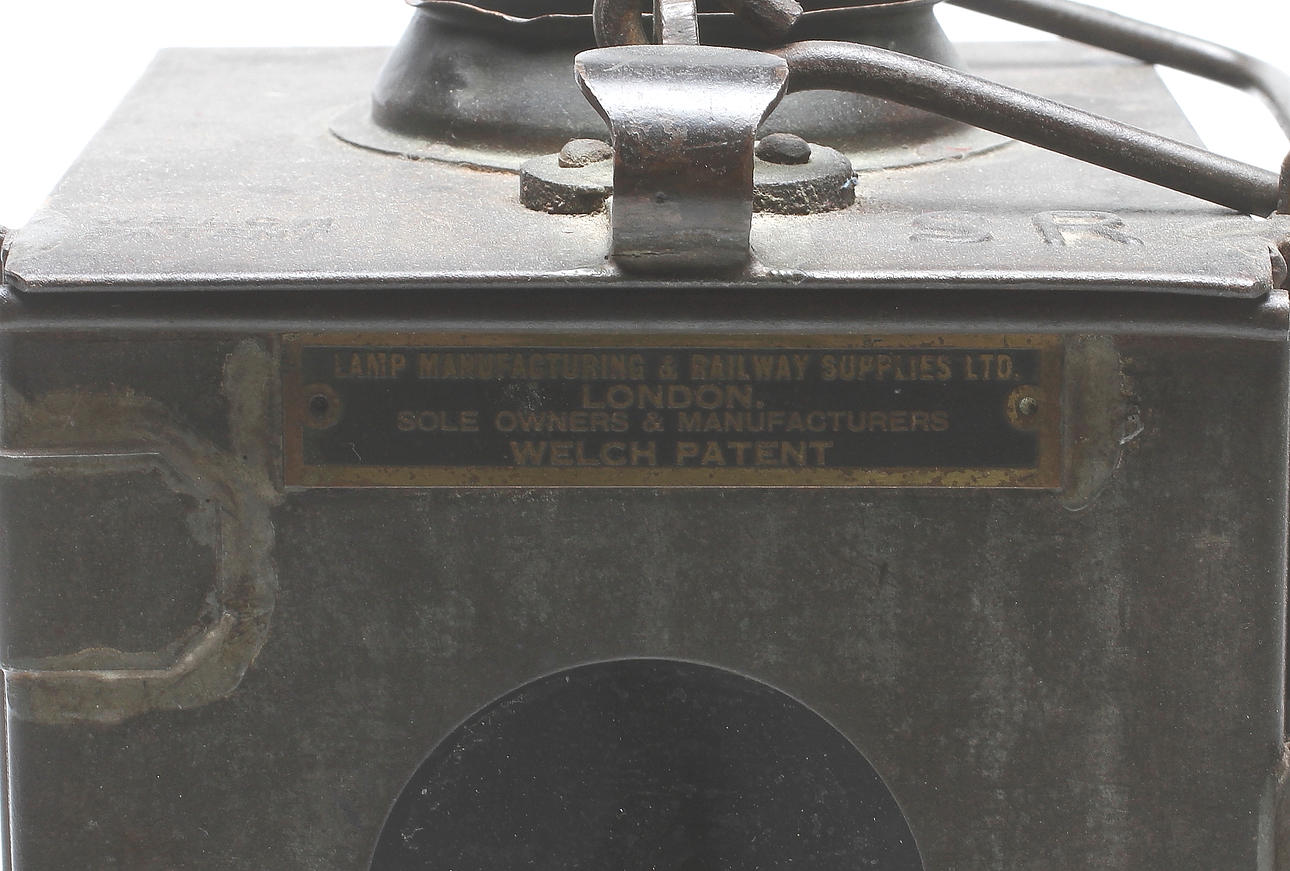 SR
LAMP MANUFACTURING & RAILWAY SUPPLIES LTD.
LONDON.
SOLE OWNERS & MANUFACTURERS
WELCH PATENT